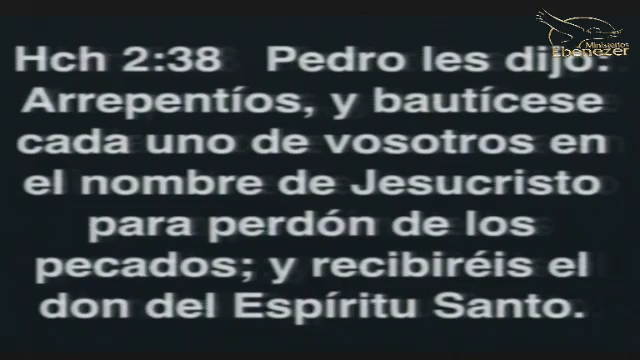 Ministerios
Ebenezer
Hch 2:38 Pedro les dijo:
Arrepentíos, y bautícese
cada uno de vosotros en
el nombre de Jesucristo
para perdón de los
pecados; y recibiréis el
don del Espíritu Santo.